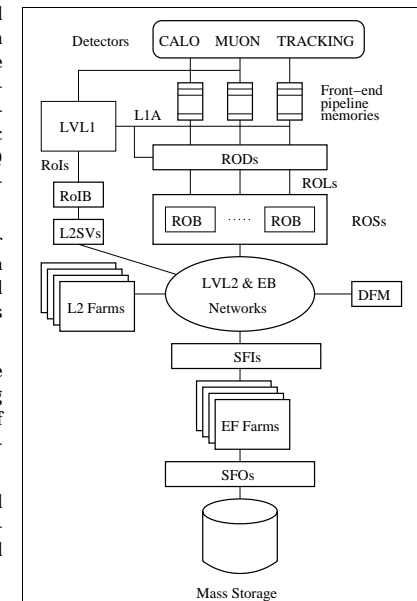 Detectors
CALO MUON TRACKING
Front−end
pipeline
memories
L1A
LVL1
RODs
RoIs
ROLs
RoIB
ROB ..... ROB
ROSs
L2SVs
LVL2 & EB
Networks
L2 Farms
DFM
SFIs
EF Farms
SFOs
Mass Storage